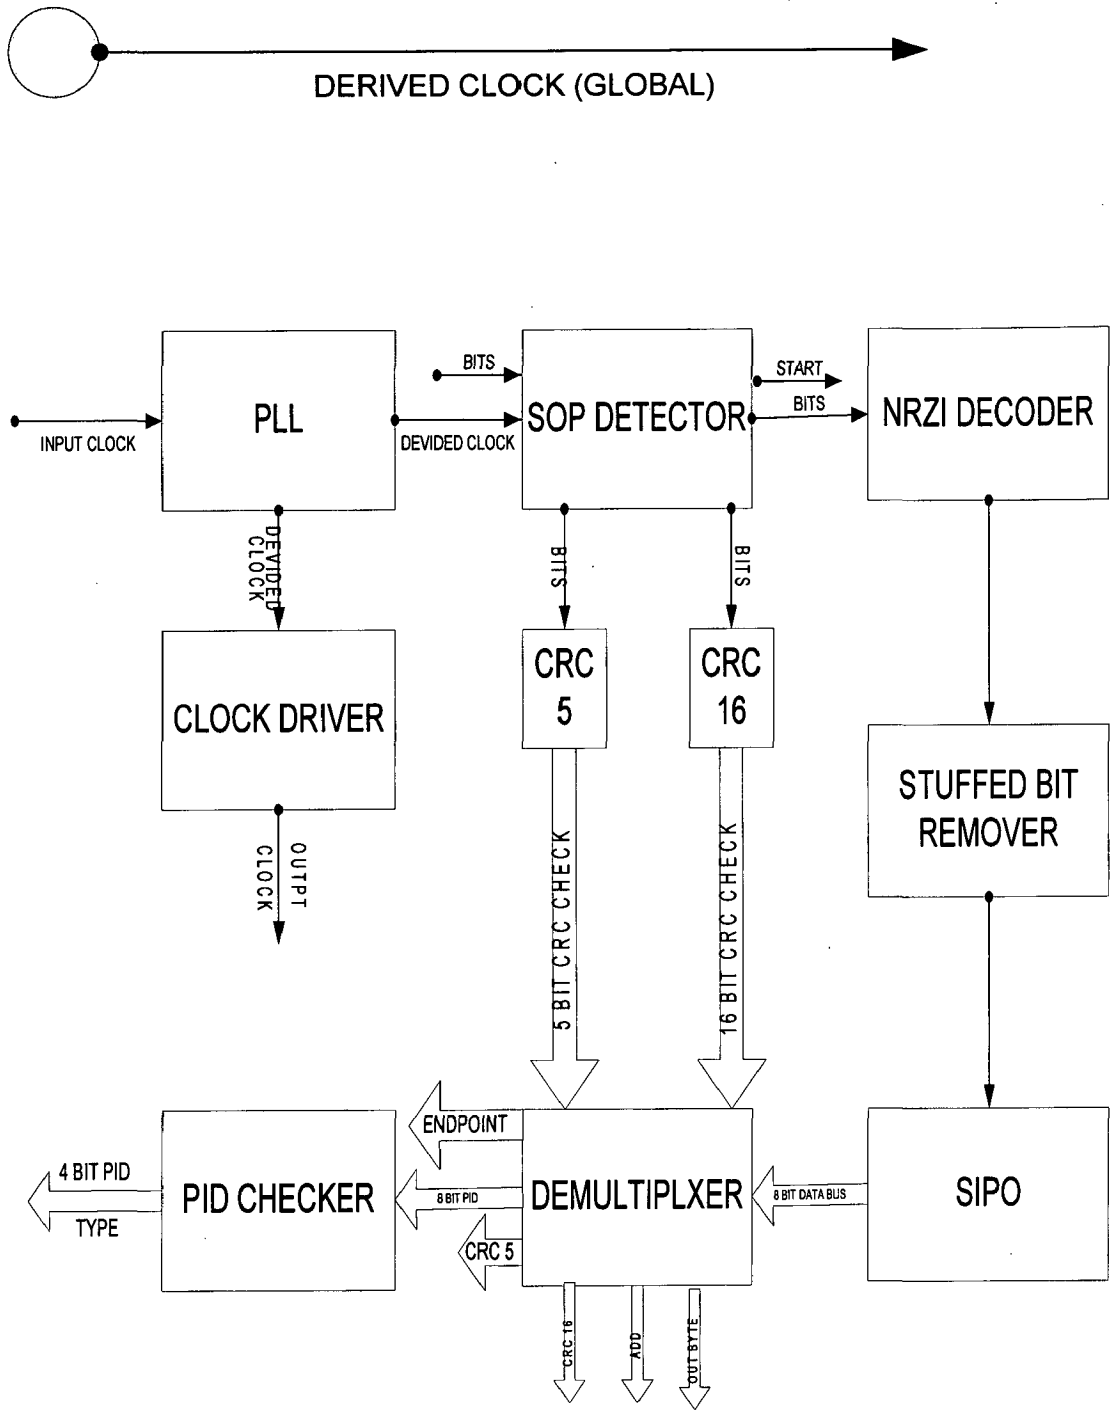 DERIVED CLOCK (GLOBAL)
INPUT CLOCK
PLL
DEVIDED CLOCK
BITS
SOP DETECTOR
START
BITS
NRZI DECODER
DEVIDED
CLOCK
BITS
BITS
CLOCK DRIVER
CRC
5
CRC
16
STUFFED BIT
REMOVER
OUTPT
CLOCK
5 BIT CRC CHECK
16 BIT CRC CHECK
4 BIT PID
TYPE
PID CHECKER
ENDPOINT
8 BIT PID
CRC 5
DEMULTIPLXER
8 BIT DATA BUS
SIPO
CRC 16
ADD
OUT BYTE